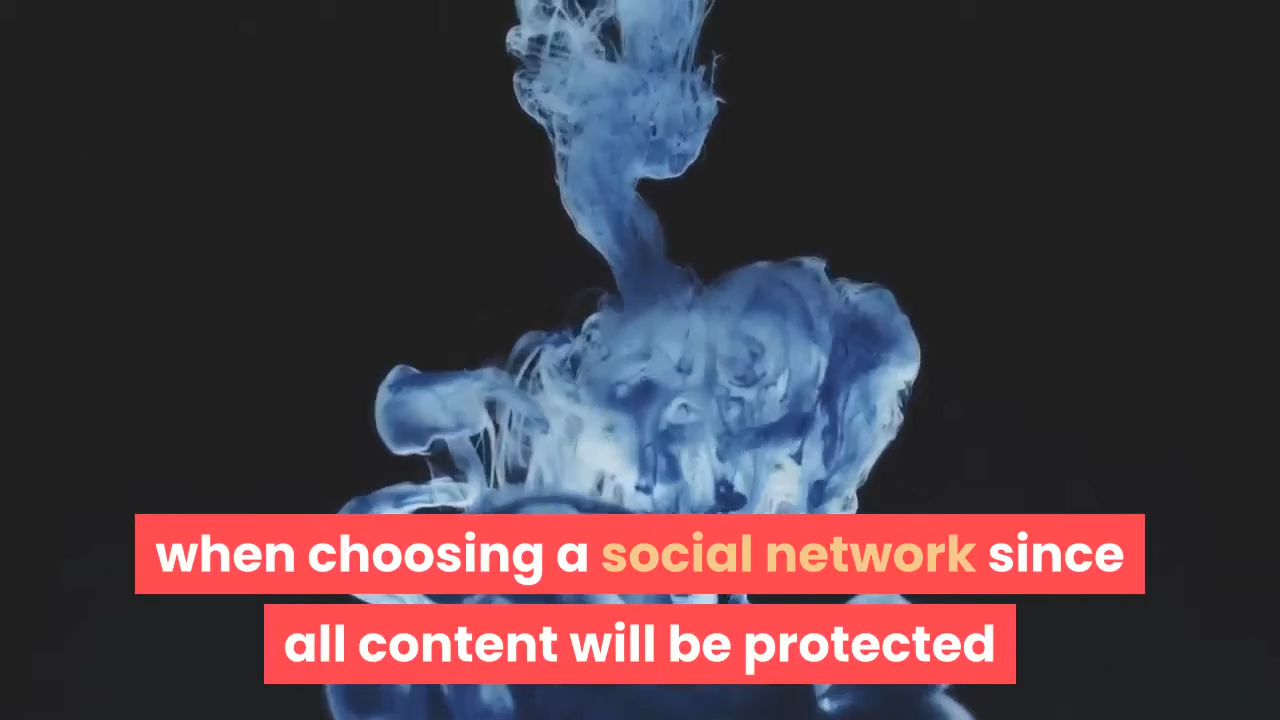 when choosing a social network since
all content will be protected